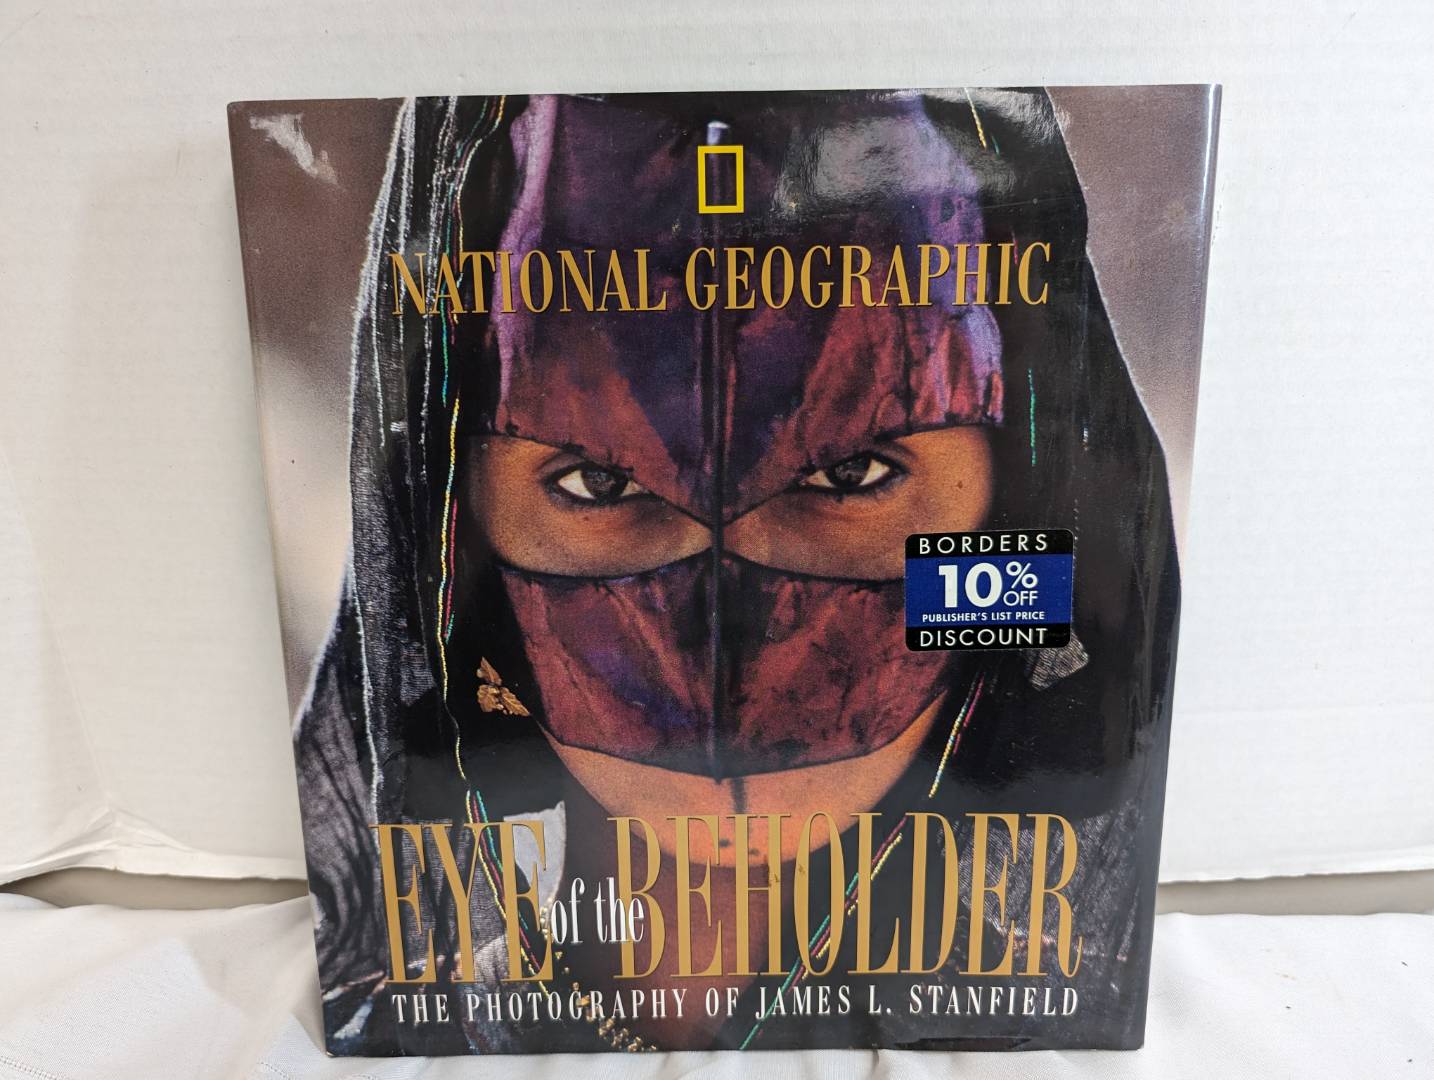 NATIONAL GEOGRAPHIC
BORDERS
10% OFF
PUBLISHER'S LIST PRICE
DISCOUNT
EYE of the BEHOLDER
THE PHOTOGRAPHY OF JAMES L. STANFIELD